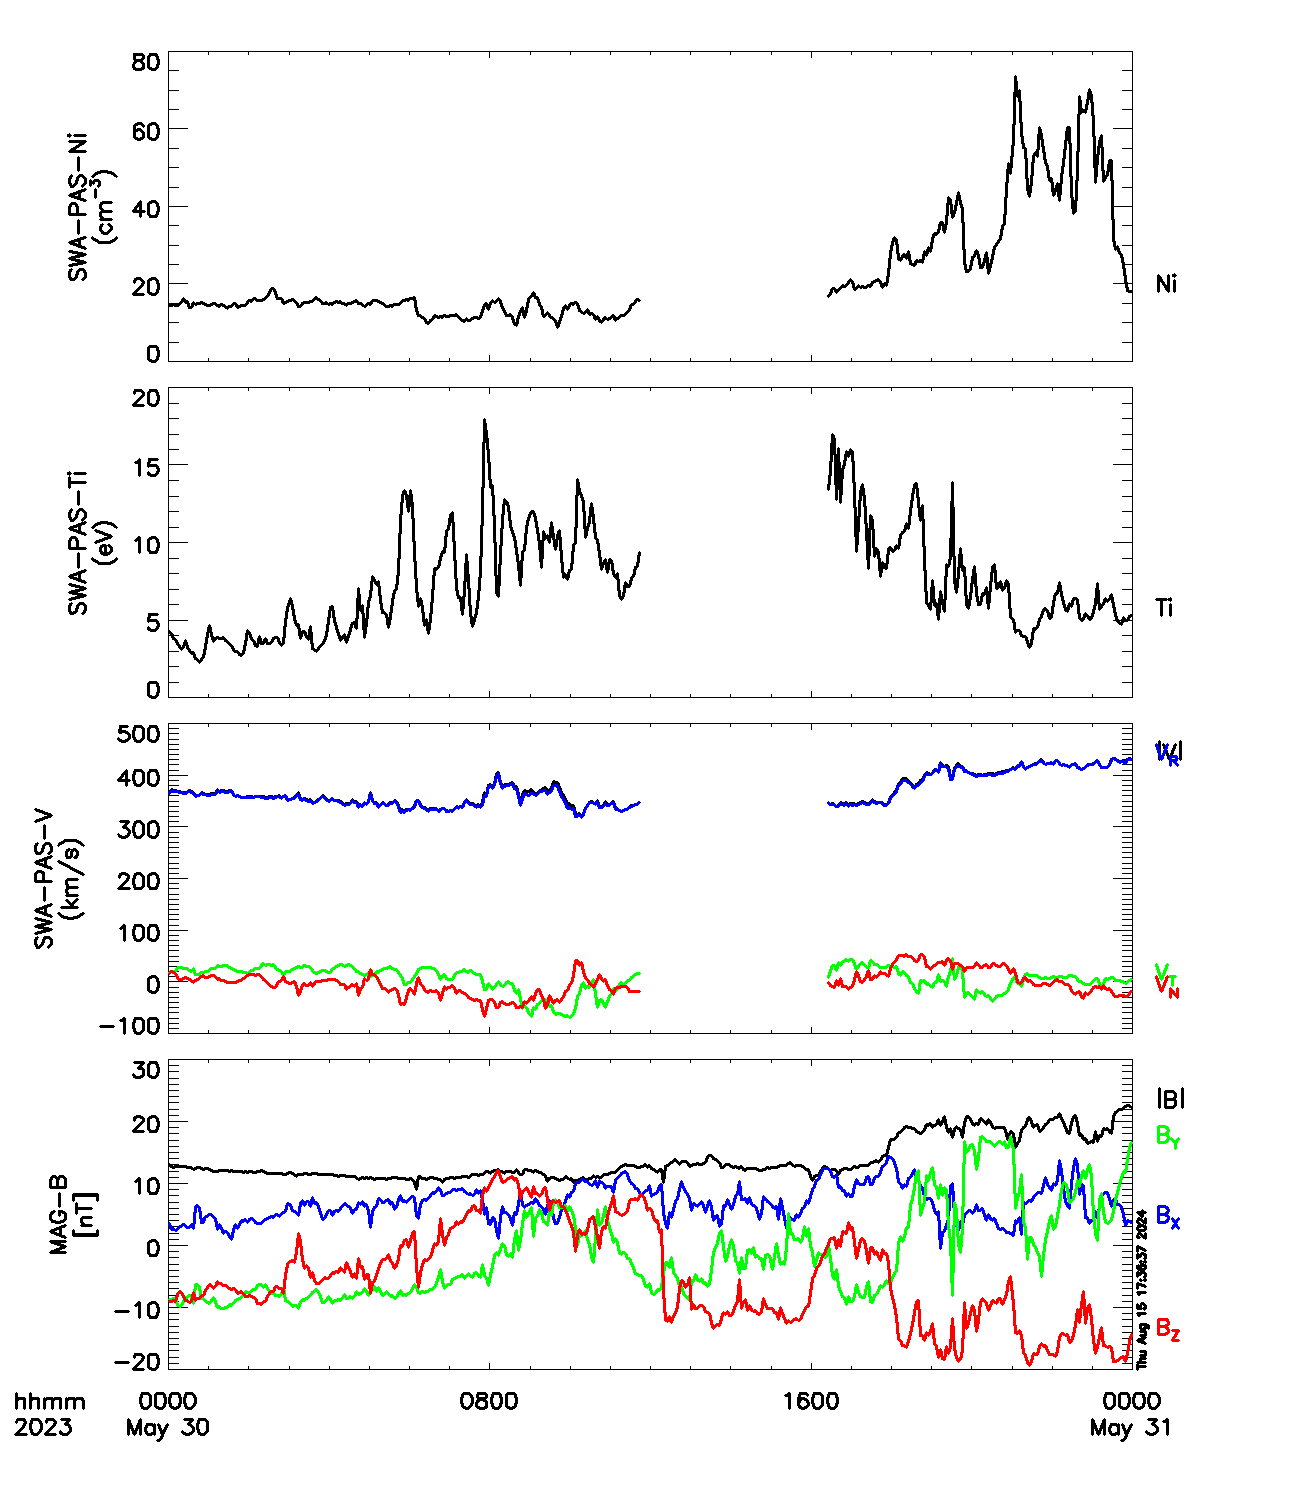 80
60
40
20
0
SWA-PAS-Ni
(cm-3)
Ni
20
15
10
5
0
SWA-PAS-Ti
(eV)
Ti
500
400
300
200
100
0
-100
SWA-PAS-V
(km/s)
|V|
VR
VT
VN
30
20
10
0
-10
-20
MAG-B
[nT]
|B|
BY
BX
BZ
Thu Aug 15 17:36:37 2024
hhmm 0000 0800 1600 0000
2023 May 30 May 31